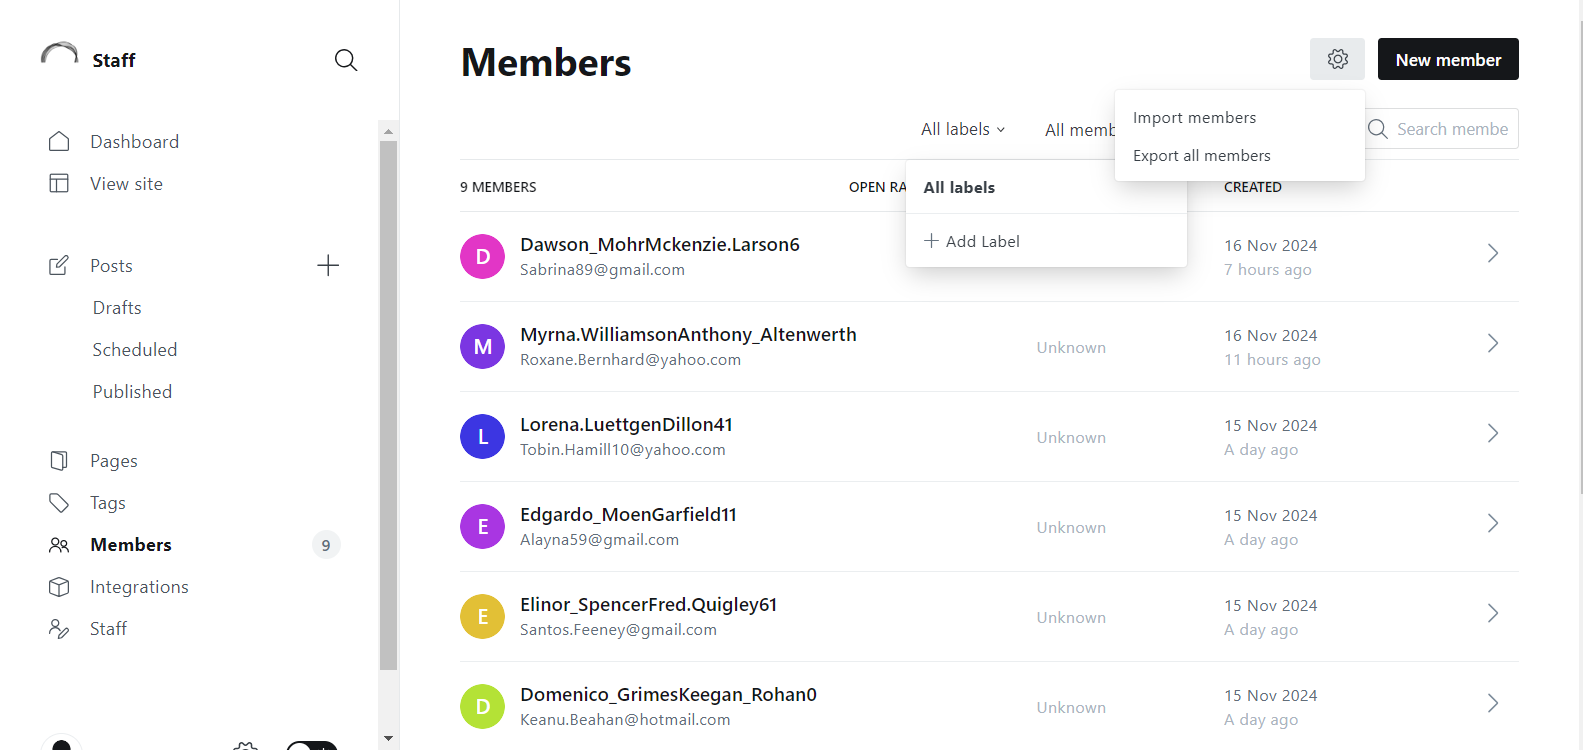 Staff
Dashboard
View site
Posts
Drafts
Scheduled
Published
Pages
Tags
Members
9
Integrations
Staff
Members
New member
Import members
Export all members
All labels
All memb
Search membe
All labels
Add Label
9 MEMBERS
OPEN RA
CREATED
D
Dawson_MohrMckenzie.Larson6
Sabrina89@gmail.com
16 Nov 2024
7 hours ago
M
Myrna.WilliamsonAnthony_Altenwerth
Roxane.Bernhard@yahoo.com
Unknown
16 Nov 2024
11 hours ago
L
Lorena.LuettgenDillon41
Tobin.Hamill10@yahoo.com
Unknown
15 Nov 2024
A day ago
E
Edgardo_MoenGarfield11
Alayna59@gmail.com
Unknown
15 Nov 2024
A day ago
E
Elinor_SpencerFred.Quigley61
Santos.Feeney@gmail.com
Unknown
15 Nov 2024
A day ago
D
Domenico_GrimesKeegan_Rohan0
Keanu.Beahan@hotmail.com
Unknown
15 Nov 2024
A day ago